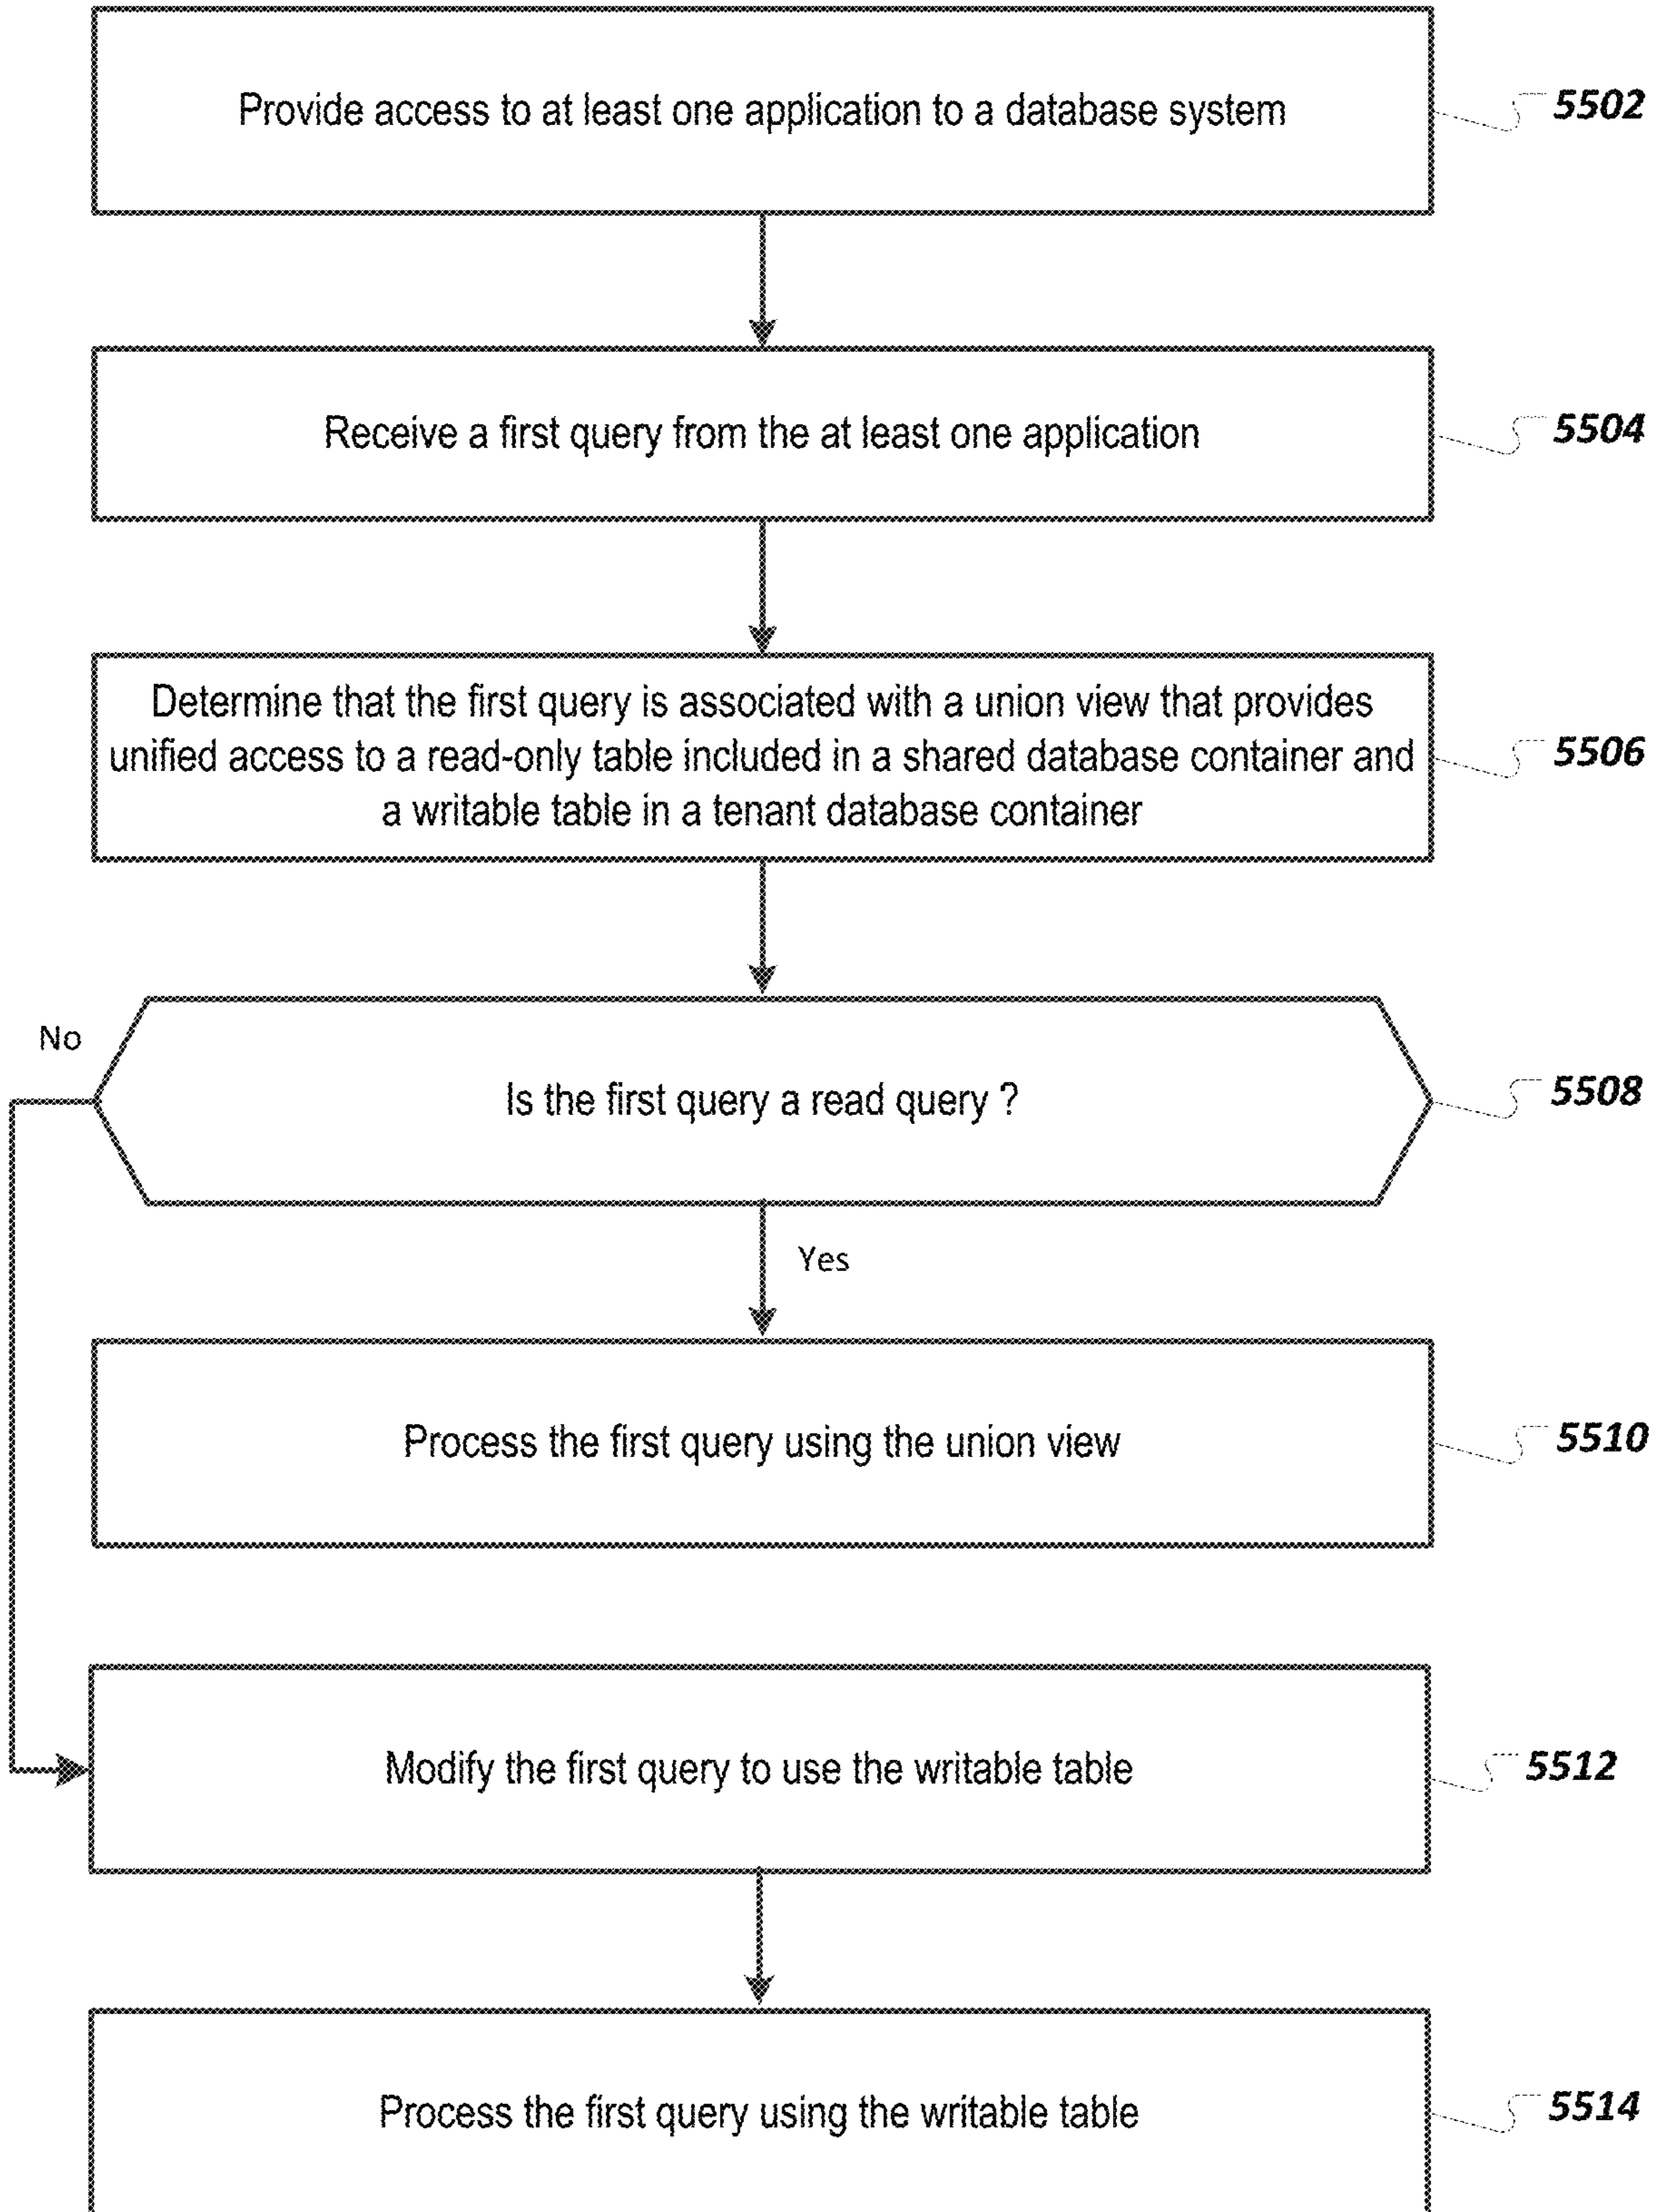 Provide access to at least one application to a database system
5502
Receive a first query from the at least one application
5504
Determine that the first query is associated with a union view that provides
unified access to a read-only table included in a shared database container and
a writable table in a tenant database container
5506
No
Is the first query a read query ?
5508
Yes
Process the first query using the union view
5510
Modify the first query to use the writable table
5512
Process the first query using the writable table
5514